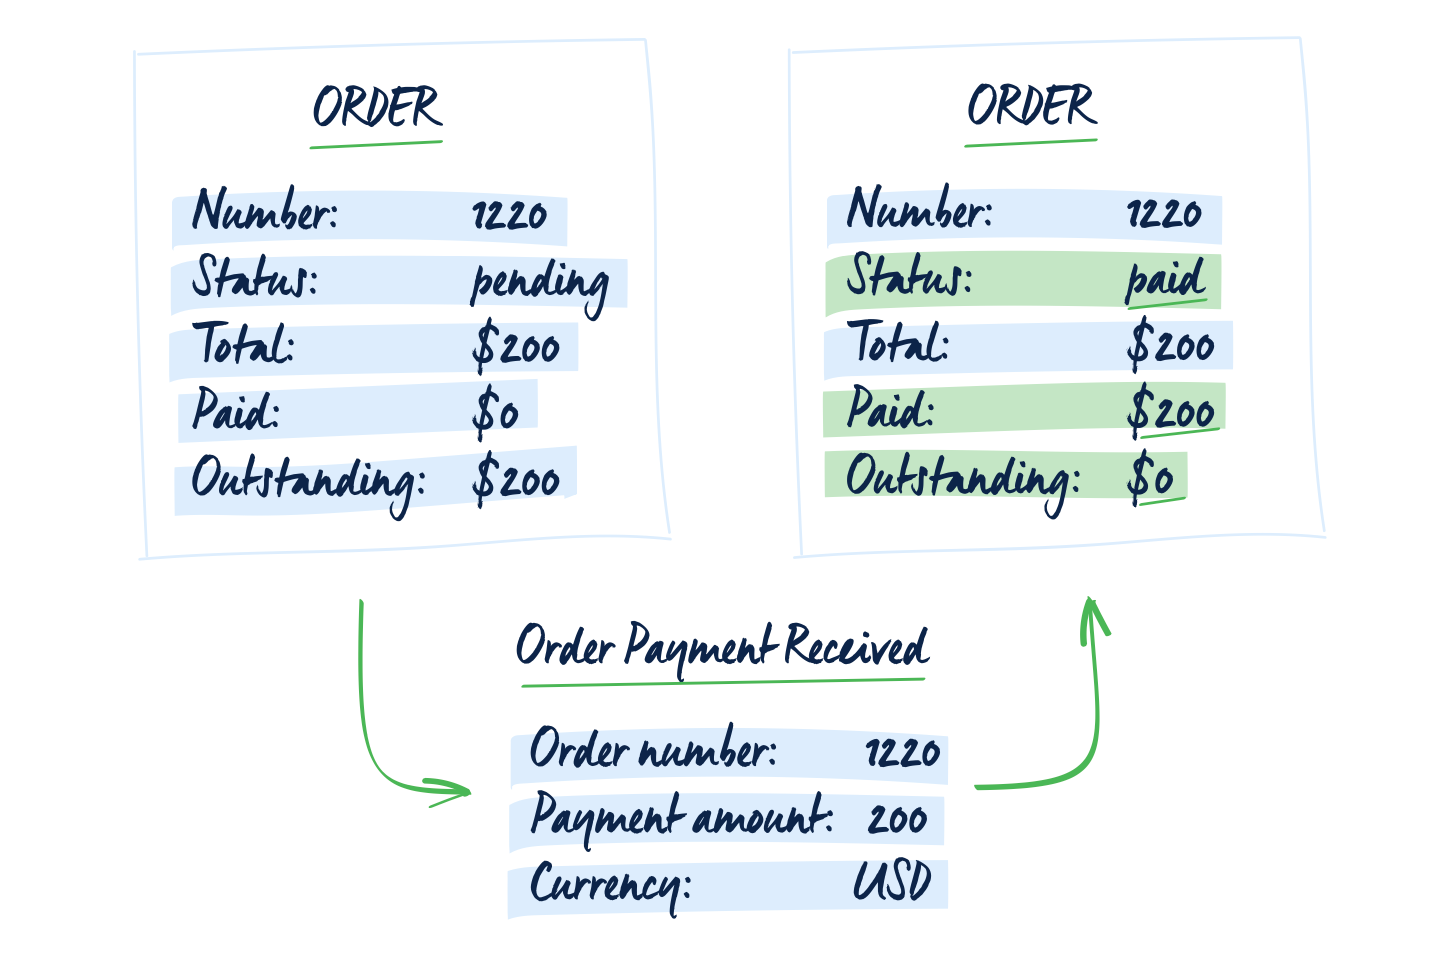 ORDER
Number: 1220
Status: pending
Total: $200
Paid: $0
Outstanding: $200
ORDER
Number: 1220
Status: paid
Total: $200
Paid: $200
Outstanding: $0
Order Payment Received
Order number: 1220
Payment amount: 200
Currency: USD